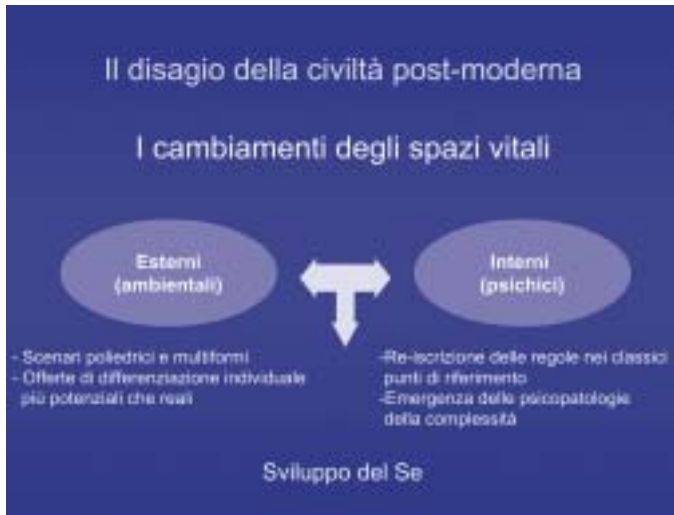 Il disagio della civiltà post-moderna
I cambiamenti degli spazi vitali
Esterni
(ambientali)
Interni
(psichici)
- Scenari poliedrici e multiformi
- Offerte di differenziazione individuale
più potenziali che reali
-Re-iscrizione delle regole nei classici
punti di riferimento
-Emergenza delle psicopatologie
della complessità
Sviluppo del Se